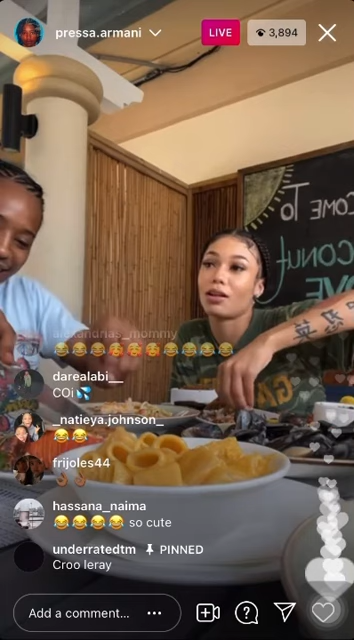 pressa.armani
LIVE
3,894
OME To
conut
OVE
alexandrias_mommy
😂😂😂🥰🥰🥰😂😂😂😂😂
darealabi__
COi💦
_natieya.johnson_
😂😂
frijoles44
👌🏽👌🏽
hassana_naima
😂😂😂😂 so cute
underratedtm PINNED
Croo leray
Add a comment...